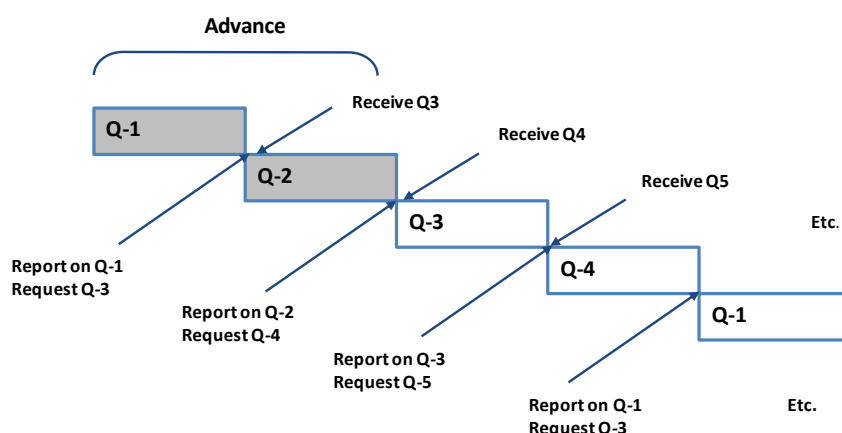 Advance
Receive Q3
Q-1
Receive Q4
Q-2
Receive Q5
Q-3
Etc.
Report on Q-1
Request Q-3
Q-4
Report on Q-2
Request Q-4
Q-1
Report on Q-3
Request Q-5
Report on Q-1
Request Q-3
Etc.